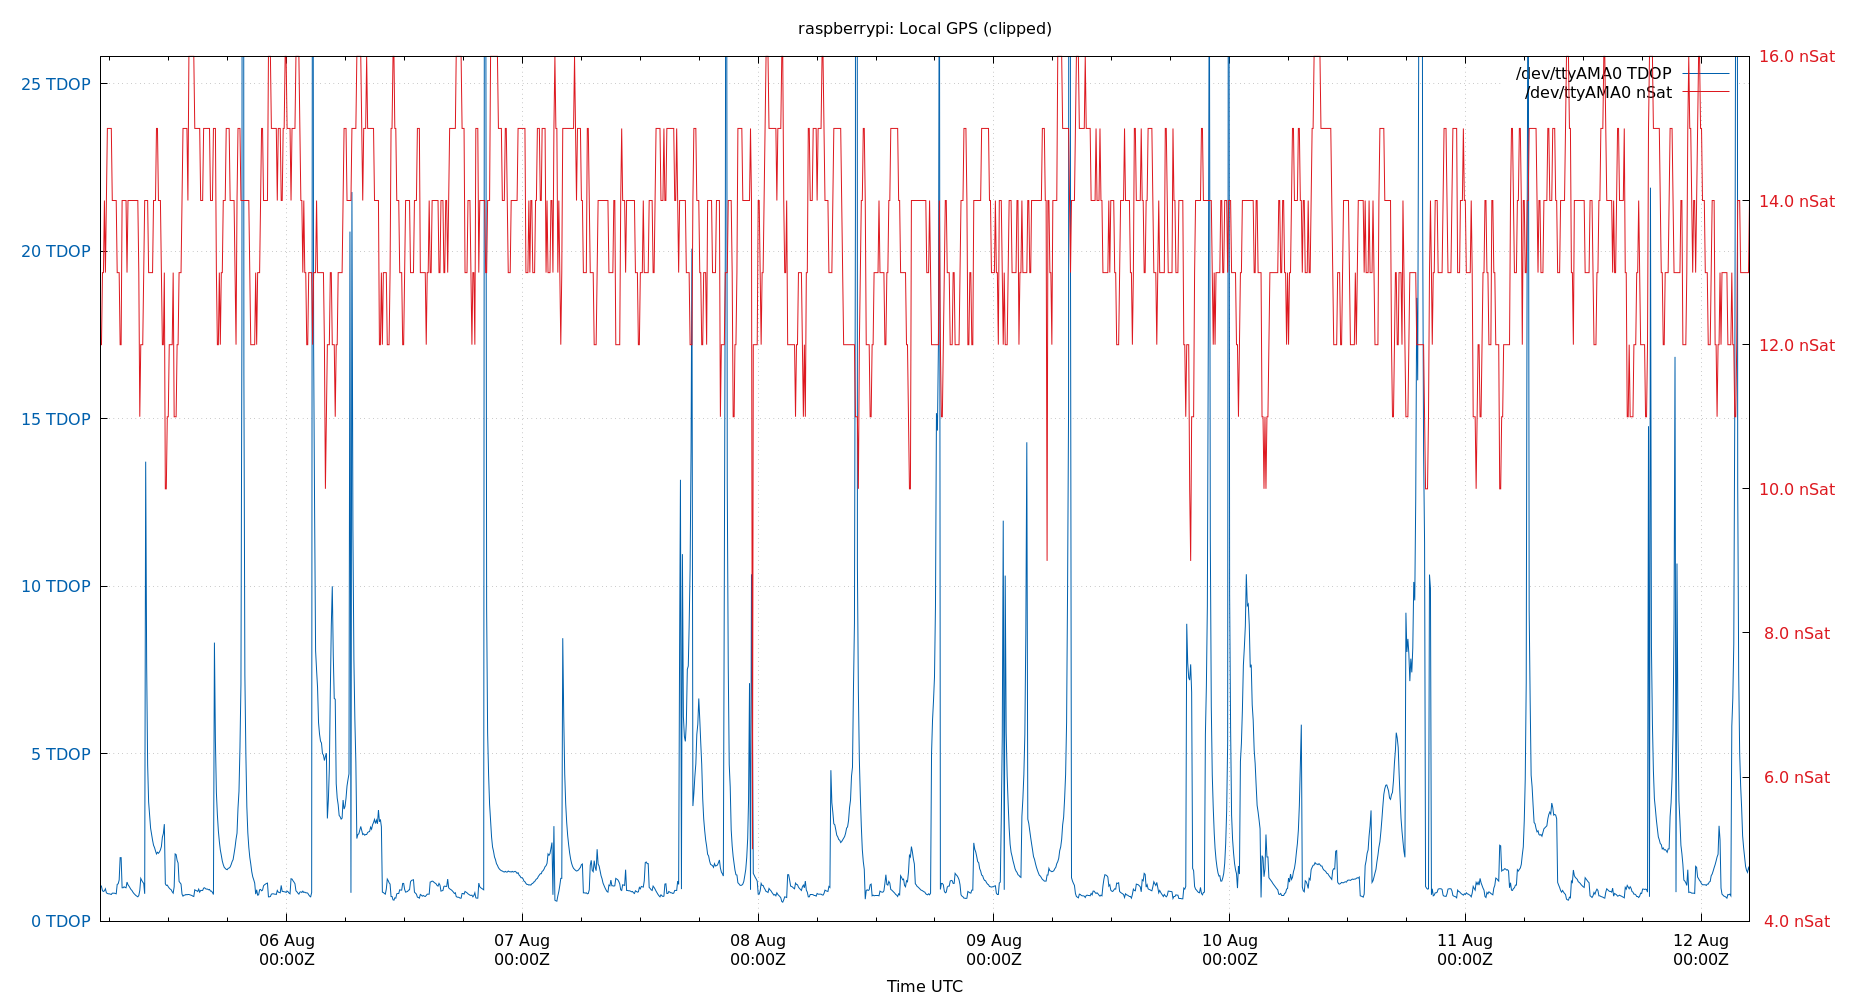 raspberrypi: Local GPS (clipped)
25 TDOP
20 TDOP
15 TDOP
10 TDOP
5 TDOP
0 TDOP
16.0 nSat
14.0 nSat
12.0 nSat
10.0 nSat
8.0 nSat
6.0 nSat
4.0 nSat
/dev/ttyAMA0 TDOP
/dev/ttyAMA0 nSat
06 Aug
00:00Z
07 Aug
00:00Z
08 Aug
00:00Z
09 Aug
00:00Z
10 Aug
00:00Z
11 Aug
00:00Z
12 Aug
00:00Z
Time UTC